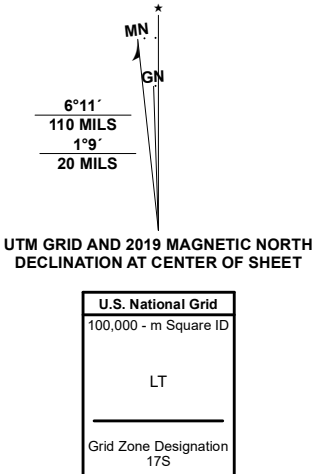 MN
GN
6°11´
110 MILS
1°9´
20 MILS
UTM GRID AND 2019 MAGNETIC NORTH
DECLINATION AT CENTER OF SHEET
U.S. National Grid
100,000 - m Square ID
LT
Grid Zone Designation
17S